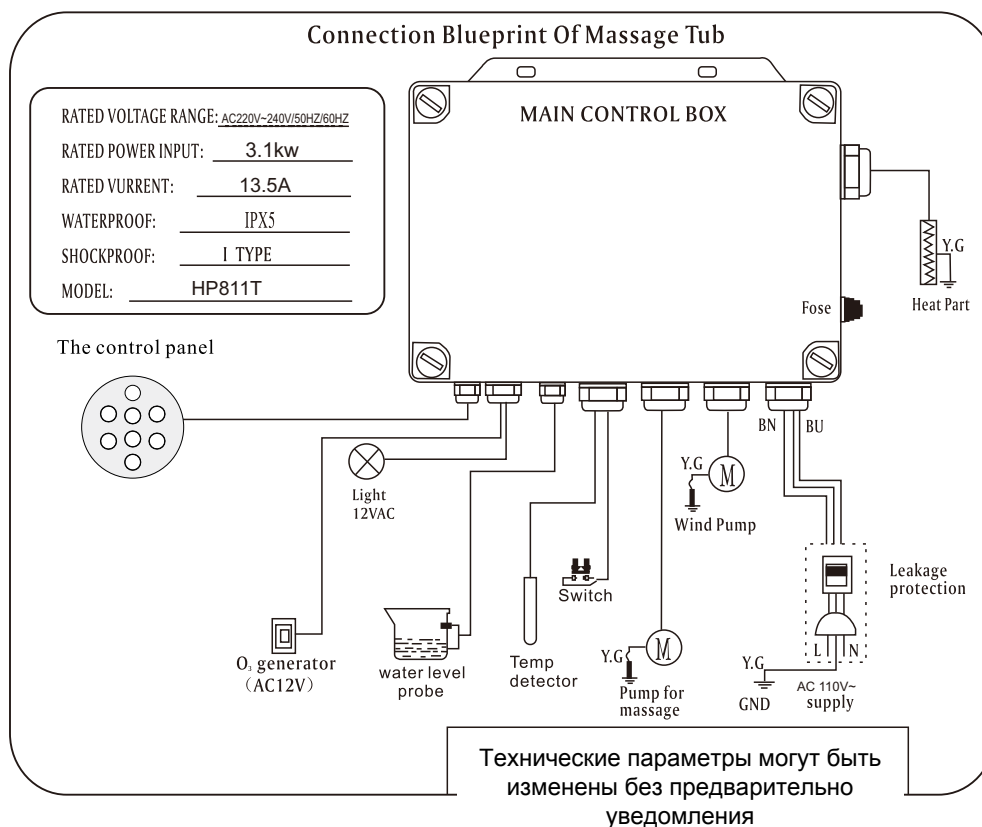 Connection Blueprint Of Massage Tub
RATED VOLTAGE RANGE: AC220V~240V/50HZ/60HZ
RATED POWER INPUT: 3.1kw
RATED VURRENT: 13.5A
WATERPROOF: IPX5
SHOCKPROOF: I TYPE
MODEL: HP811T
MAIN CONTROL BOX
Y.G
Heat Part
Fose
The control panel
BN
BU
Light
12VAC
Y.G
M
Wind Pump
Switch
Leakage
protection
L
N
O₃ generator
(AC12V)
water level
probe
Temp
detector
Y.G
M
Pump for
massage
Y.G
GND
AC 110V~
supply
Технические параметры могут быть
изменены без предварительно
уведомления